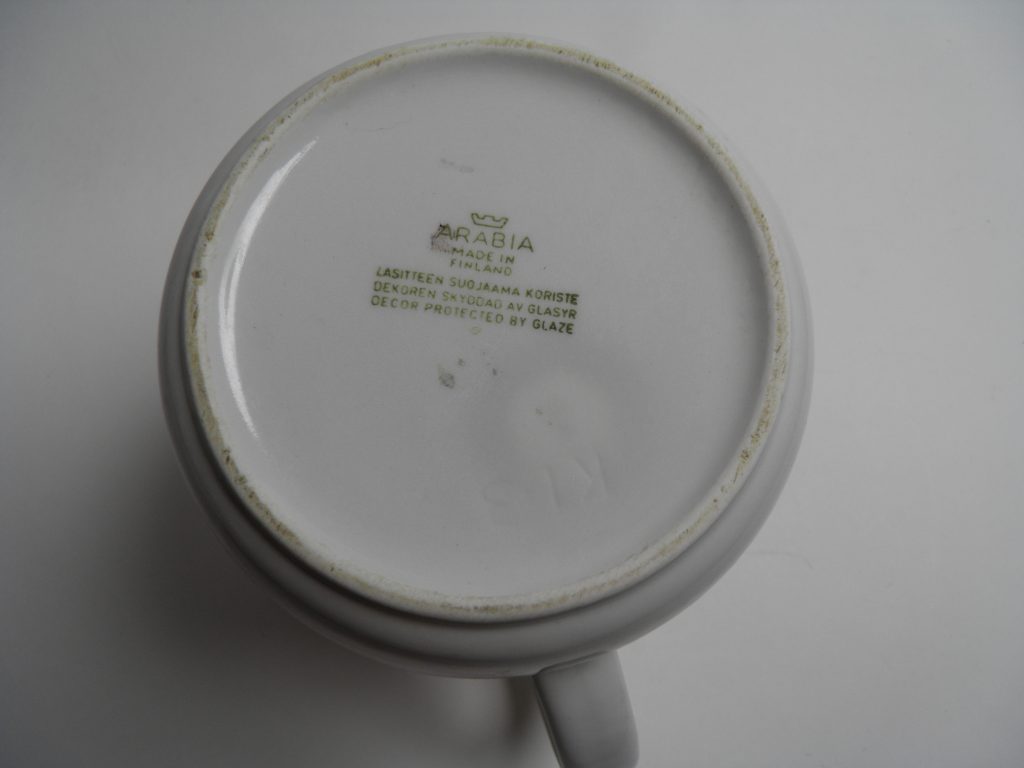 ARABIA
MADE IN
FINLAND
LASITTEEN SUOJAAMA KORISTE
DEKOREN SKYDDAD AV GLASYR
DECOR PROTECTED BY GLAZE